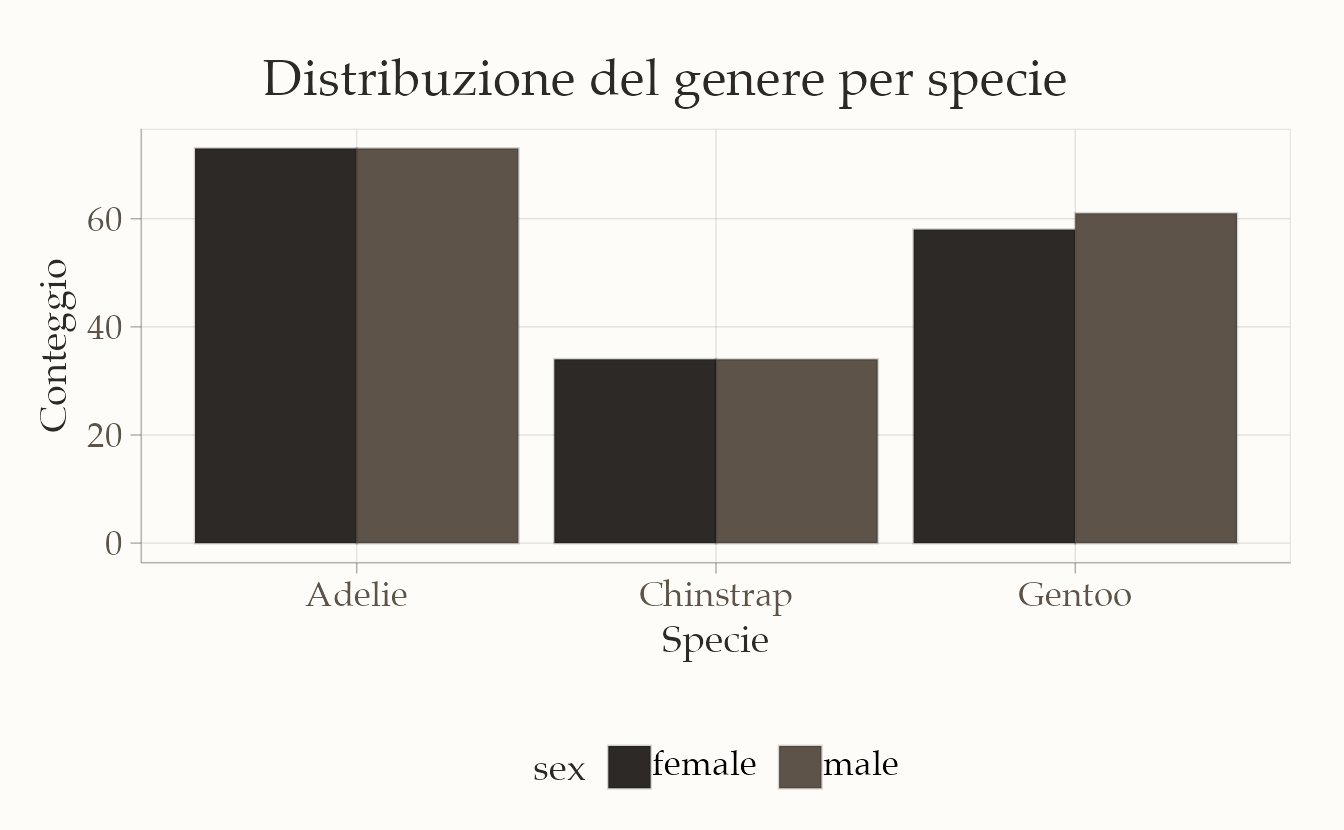 Distribuzione del genere per specie
Conteggio
60
40
20
0
Adelie Chinstrap Gentoo
Specie
sex female male